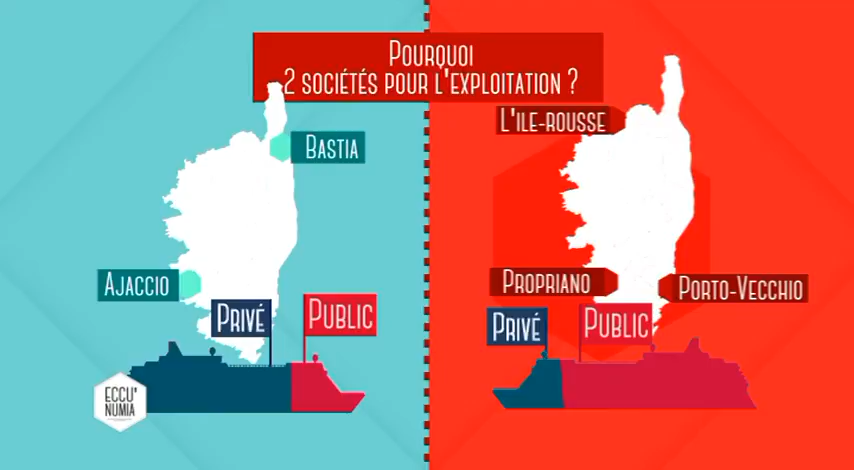 POURQUOI
2 SOCIÉTÉS POUR L'EXPLOITATION ?
BASTIA
AJACCIO
PRIVÉ
PUBLIC
ECCU'
NUMIA
L'ILE-ROUSSE
PROPRIANO
PORTO-VECCHIO
PRIVÉ
PUBLIC